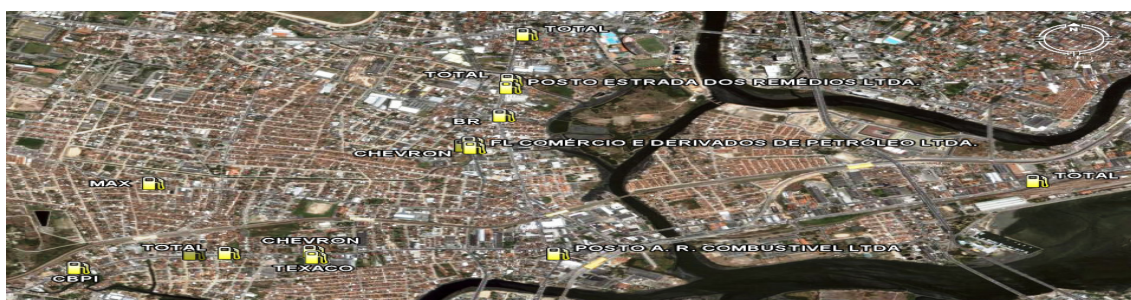 TOTAL
TOTAL
POSTO ESTRADA DOS REMÉDIOS LTDA.
BR
FL COMÉRCIO E DERIVADOS DE PETRÓLEO LTDA.
CHEVRON
MAX
TOTAL
CHEVRON
TOTAL
POSTO A. R. COMBUSTIVEL LTDA
TEXACO
CBPI
N